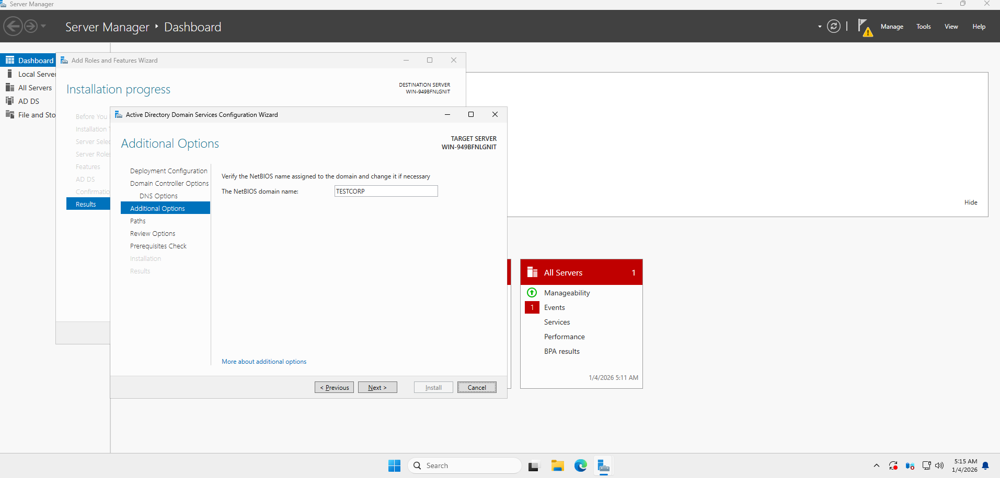 Server Manager
Server Manager ‣ Dashboard
Manage
Tools
View
Help
Dashboard
Local Server
All Servers
AD DS
File and Sto
Add Roles and Features Wizard
Installation progress
DESTINATION SERVER
WIN-949BFNLGNIT
Before You
Installation
Server Selec
Server Roles
Features
AD DS
Confirmatio
Results
Active Directory Domain Services Configuration Wizard
Additional Options
TARGET SERVER
WIN-949BFNLGNIT
Deployment Configuration
Domain Controller Options
DNS Options
Additional Options
Paths
Review Options
Prerequisites Check
Installation
Results
Verify the NetBIOS name assigned to the domain and change it if necessary
The NetBIOS domain name: TESTCORP
More about additional options
< Previous
Next >
Install
Cancel
Hide
All Servers 1
Manageability
1 Events
Services
Performance
BPA results
1/4/2026 5:11 AM
Search
5:15 AM
1/4/2026